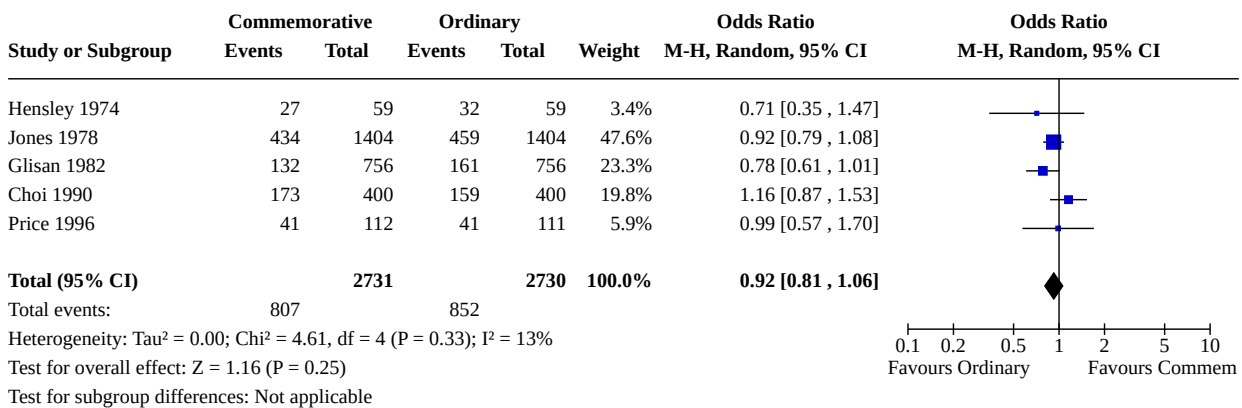 Commemorative Ordinary Odds Ratio Odds Ratio
Study or Subgroup Events Total Events Total Weight M-H, Random, 95% CI M-H, Random, 95% CI
Hensley 1974 27 59 32 59 3.4% 0.71 [0.35 , 1.47]
Jones 1978 434 1404 459 1404 47.6% 0.92 [0.79 , 1.08]
Glisan 1982 132 756 161 756 23.3% 0.78 [0.61 , 1.01]
Choi 1990 173 400 159 400 19.8% 1.16 [0.87 , 1.53]
Price 1996 41 112 41 111 5.9% 0.99 [0.57 , 1.70]
Total (95% CI) 2731 2730 100.0% 0.92 [0.81 , 1.06]
Total events: 807 852
Heterogeneity: Tau² = 0.00; Chi² = 4.61, df = 4 (P = 0.33); I² = 13%
0.1 0.2 0.5 1 2 5 10
Test for overall effect: Z = 1.16 (P = 0.25) Favours Ordinary Favours Commem
Test for subgroup differences: Not applicable